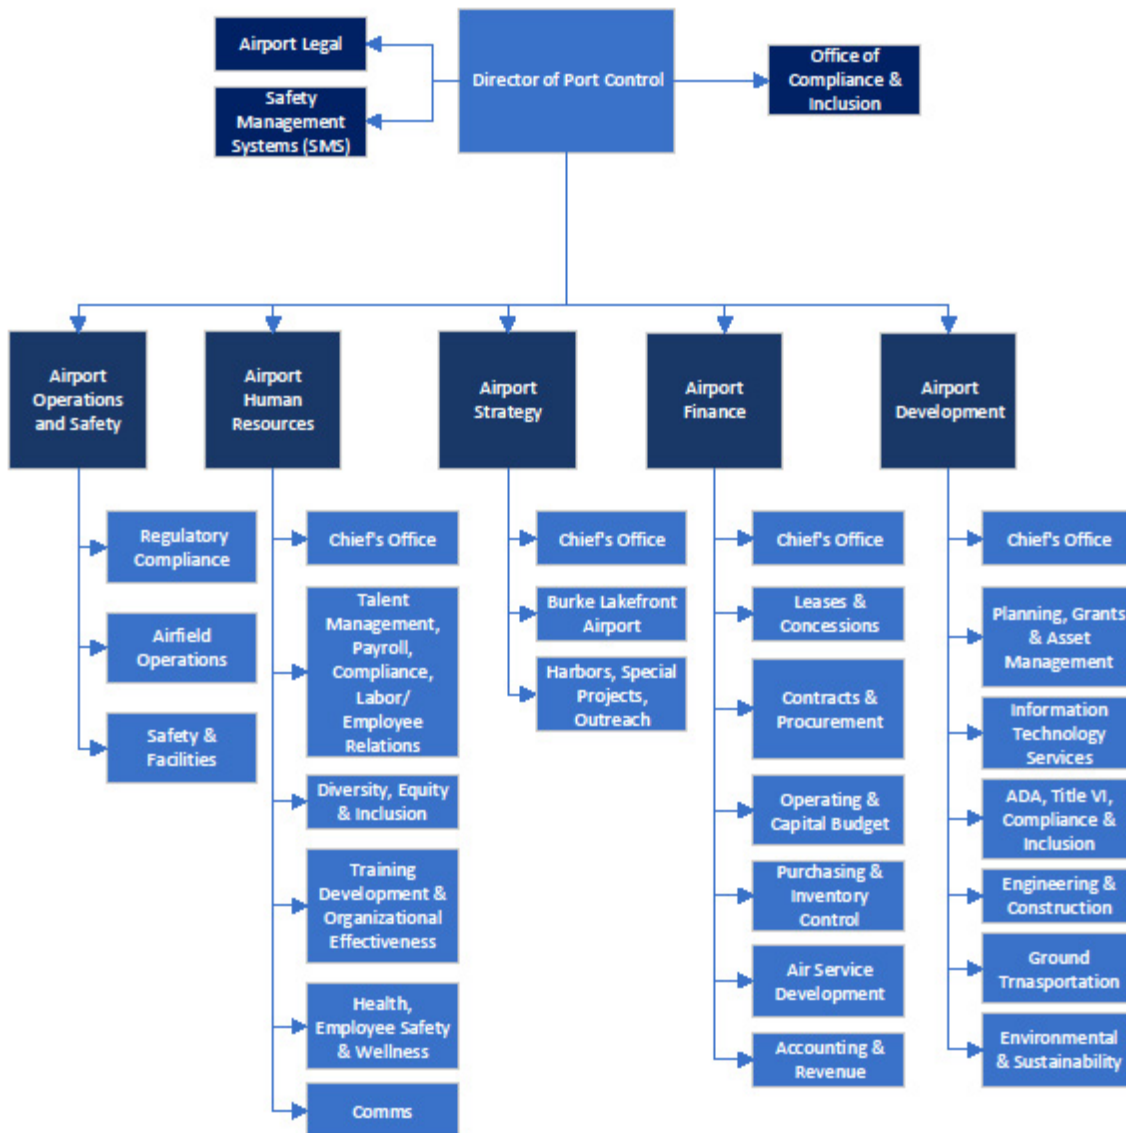 Airport Legal
Safety
Management
Systems (SMS)
Director of Port Control
Office of
Compliance &
Inclusion
Airport
Operations
and Safety
Airport
Human
Resources
Airport
Strategy
Airport
Finance
Airport
Development
Regulatory
Compliance
Airfield
Operations
Safety &
Facilities
Chief's Office
Talent
Management,
Payroll,
Compliance,
Labor/
Employee
Relations
Diversity, Equity
& Inclusion
Training
Development &
Organizational
Effectiveness
Health,
Employee Safety
& Wellness
Comms
Chief's Office
Burke Lakefront
Airport
Harbors, Special
Projects,
Outreach
Chief's Office
Leases &
Concessions
Contracts &
Procurement
Operating &
Capital Budget
Purchasing &
Inventory
Control
Air Service
Development
Accounting &
Revenue
Chief's Office
Planning, Grants
& Asset
Management
Information
Technology
Services
ADA, Title VI,
Compliance &
Inclusion
Engineering &
Construction
Ground
Trnasportation
Environmental
& Sustainability